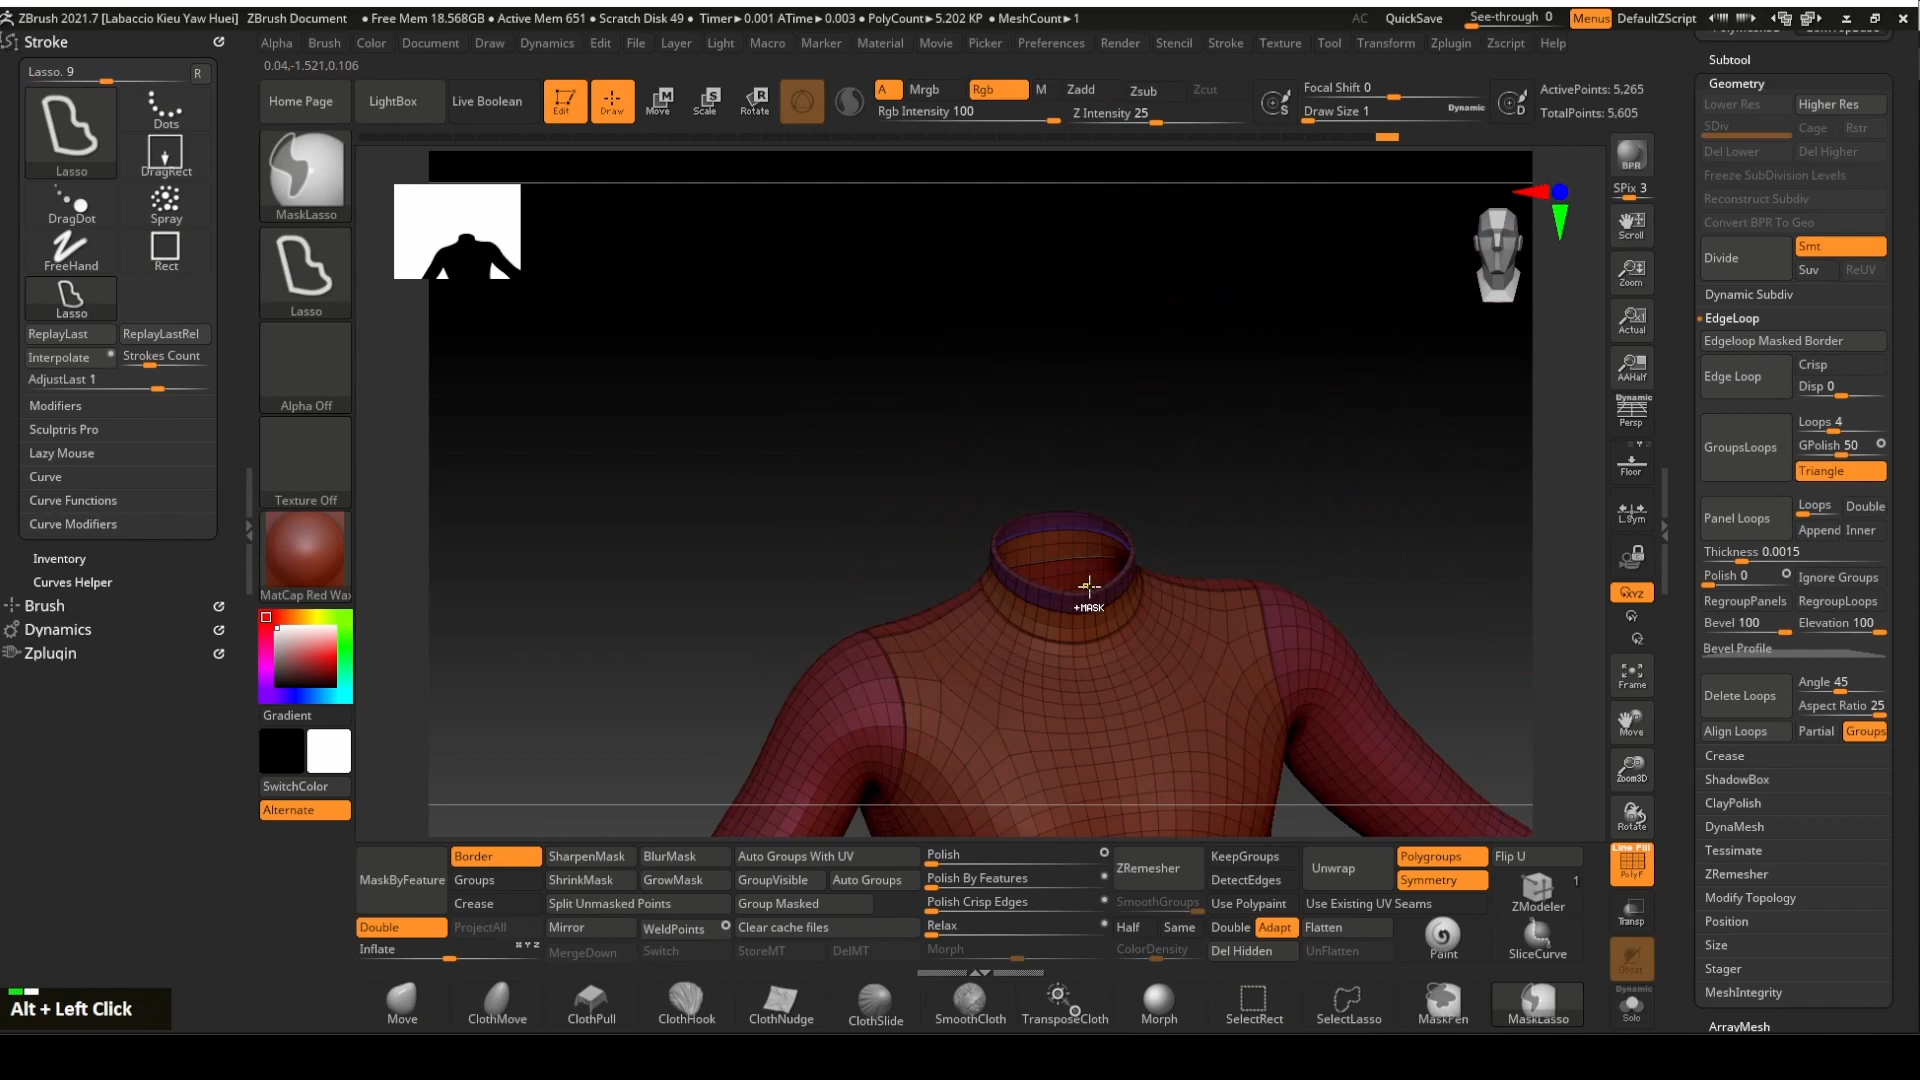 ZBrush 2021.7 [Labaccio Kieu Yaw Huei] ZBrush Document ● Free Mem 18.568GB ● Active Mem 651 ● Scratch Disk 49 ● Timer►0.001 ATime►0.003 ● PolyCount►5.202 KP ● MeshCount►1 AC QuickSave See-through 0 Menus DefaultZScript
Stroke
Alpha Brush Color Document Draw Dynamics Edit File Layer Light Macro Marker Material Movie Picker Preferences Render Stencil Stroke Texture Tool Transform Zplugin Zscript Help
0.04,-1.521,0.106
Lasso. 9 R
Lasso
Dots
DragRect
DragDot
Spray
FreeHand
Rect
Lasso
ReplayLast ReplayLastRel
Interpolate Strokes Count
AdjustLast 1
Modifiers
Sculptris Pro
Lazy Mouse
Curve
Curve Functions
Curve Modifiers
Inventory
Curves Helper
Brush
Dynamics
Zplugin
Home Page LightBox Live Boolean Edit Draw Move Scale Rotate
A Mrgb Rgb M Zadd Zsub Zcut
Rgb Intensity 100 Z Intensity 25
S Focal Shift 0
Draw Size 1 Dynamic
D ActivePoints: 5,265
TotalPoints: 5,605
MaskLasso
Lasso
Alpha Off
Texture Off
MatCap Red Wax
Gradient
SwitchColor
Alternate
+MASK
BPR
SPix 3
Scroll
Zoom
Actual
AAHalf
Dynamic
Persp
Floor
L.Sym
XYZ
Frame
Move
Zoom3D
Rotate
Line Fill
PolyF
Transp
Ghost
Dynamic
Solo
Subtool
Geometry
Lower Res Higher Res
SDiv Cage Rstr
Del Lower Del Higher
Freeze SubDivision Levels
Reconstruct Subdiv
Convert BPR To Geo
Divide Smt
Suv ReUV
Dynamic Subdiv
EdgeLoop
Edgeloop Masked Border
Edge Loop Crisp
Disp 0
GroupsLoops Loops 4
GPolish 50
Triangle
Panel Loops Loops Double
Append Inner
Thickness 0.0015
Polish 0 Ignore Groups
RegroupPanels RegroupLoops
Bevel 100 Elevation 100
Bevel Profile
Delete Loops Angle 45
Aspect Ratio 25
Align Loops Partial Groups
Crease
ShadowBox
ClayPolish
DynaMesh
Tessimate
ZRemesher
Modify Topology
Position
Size
Stager
MeshIntegrity
ArrayMesh
MaskByFeature Border SharpenMask BlurMask Auto Groups With UV Polish ZRemesher KeepGroups Unwrap Polygroups Flip U
Groups ShrinkMask GrowMask GroupVisible Auto Groups Polish By Features DetectEdges Symmetry 1
Crease Split Unmasked Points Group Masked Polish Crisp Edges SmoothGroups Use Polypaint Use Existing UV Seams ZModeler
Double ProjectAll Mirror WeldPoints Clear cache files Relax Half Same Double Adapt Flatten
Inflate MergeDown Switch StoreMT DelMT Morph ColorDensity Del Hidden UnFlatten Paint SliceCurve
Alt + Left Click
Move ClothMove ClothPull ClothHook ClothNudge ClothSlide SmoothCloth TransposeCloth Morph SelectRect SelectLasso MaskPen MaskLasso